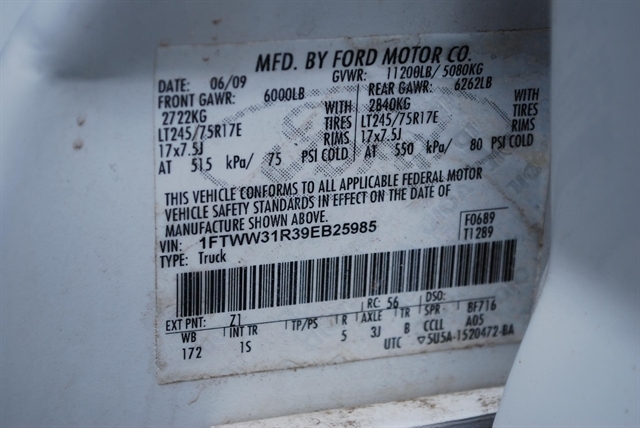 MFD. BY FORD MOTOR CO.
DATE: 06/09 GVWR: 11200LB/ 5080KG
FRONT GAWR: 6000LB REAR GAWR: 6262LB
2722KG WITH 2840KG WITH
LT245/75R17E TIRES LT245/75R17E TIRES
17x7.5J RIMS 17x7.5J RIMS
AT 515 kPa/ 75 PSI COLD AT 550 kPa/ 80 PSI COLD
THIS VEHICLE CONFORMS TO ALL APPLICABLE FEDERAL MOTOR
VEHICLE SAFETY STANDARDS IN EFFECT ON THE DATE OF
MANUFACTURE SHOWN ABOVE.
VIN: 1FTWW31R39EB25985 F0689
TYPE: Truck T1289
EXT PNT: Z1 RC: 56 DSO:
WB INT TR TP/PS R AXLE TR SPR BF716
172 1S 5 3J B CCLL A05
UTC ▽5U5A-1520472-BA